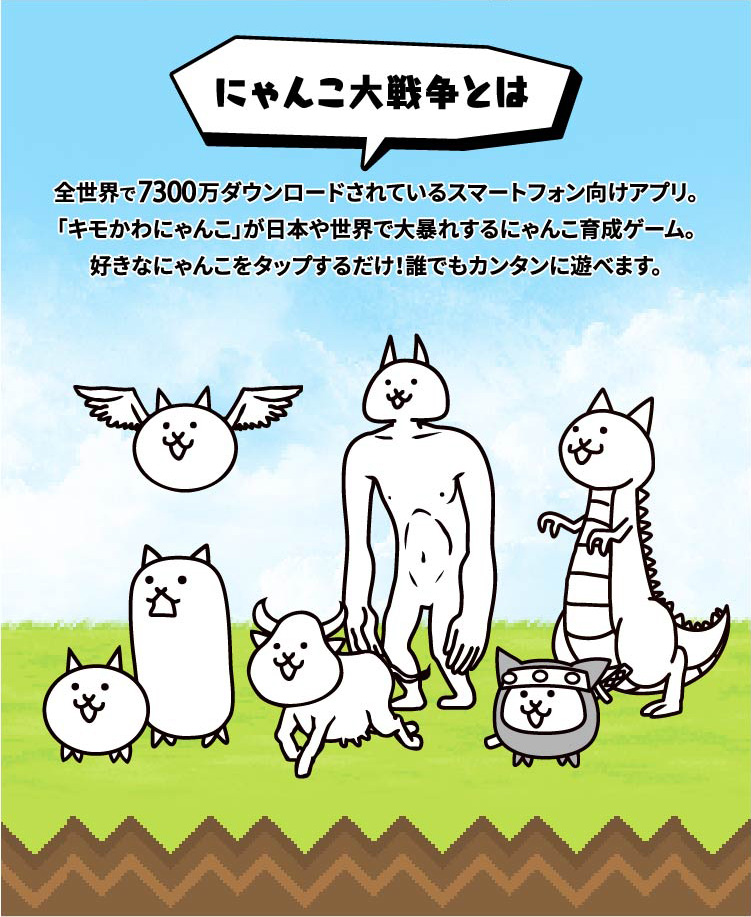 にゃんこ大戦争とは
全世界で7300万ダウンロードされているスマートフォン向けアプリ。
「キモかわにゃんこ」が日本や世界で大暴れするにゃんこ育成ゲーム。
好きなにゃんこをタップするだけ!誰でもカンタンに遊べます。